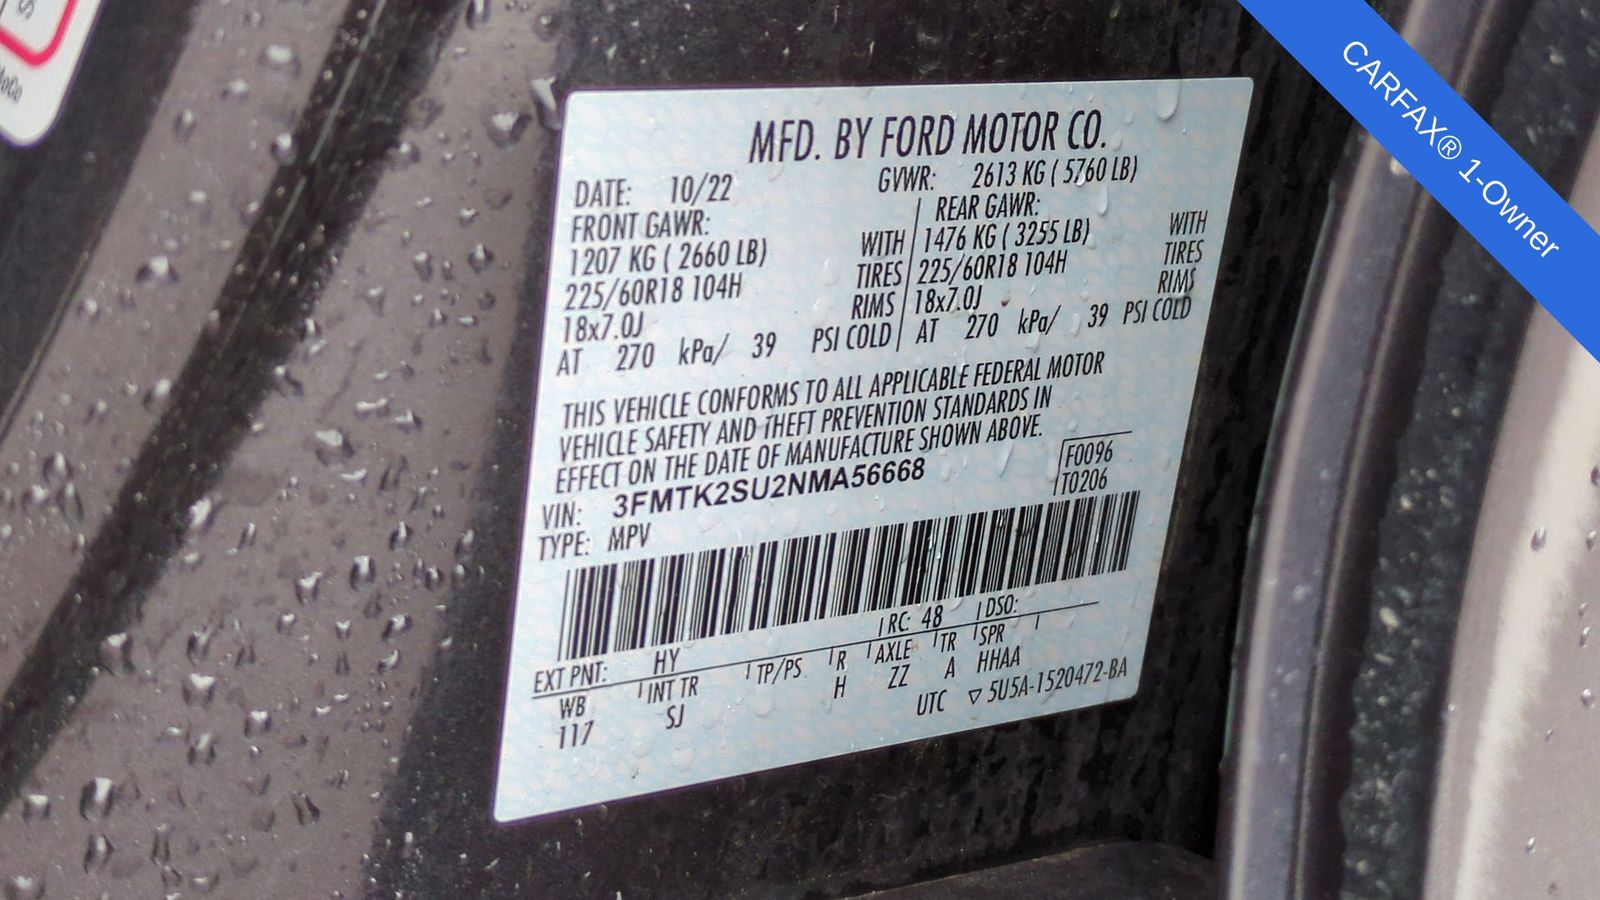 CARFAX® 1-Owner
MoCo
MFD. BY FORD MOTOR CO.
DATE: 10/22 GVWR: 2613 KG ( 5760 LB)
FRONT GAWR: REAR GAWR:
1207 KG ( 2660 LB) WITH 1476 KG ( 3255 LB) WITH
225/60R18 104H TIRES 225/60R18 104H TIRES
18x7.0J RIMS 18x7.0J RIMS
AT 270 kPa/ 39 PSI COLD AT 270 kPa/ 39 PSI COLD
THIS VEHICLE CONFORMS TO ALL APPLICABLE FEDERAL MOTOR
VEHICLE SAFETY AND THEFT PREVENTION STANDARDS IN
EFFECT ON THE DATE OF MANUFACTURE SHOWN ABOVE.
F0096
VIN: 3FMTK2SU2NMA56668 T0206
TYPE: MPV
EXT PNT: HY RC: 48 DSO:
WB INT TR TP/PS R AXLE TR SPR
117 SJ H ZZ A HHAA
UTC ▽ 5U5A-1520472-BA